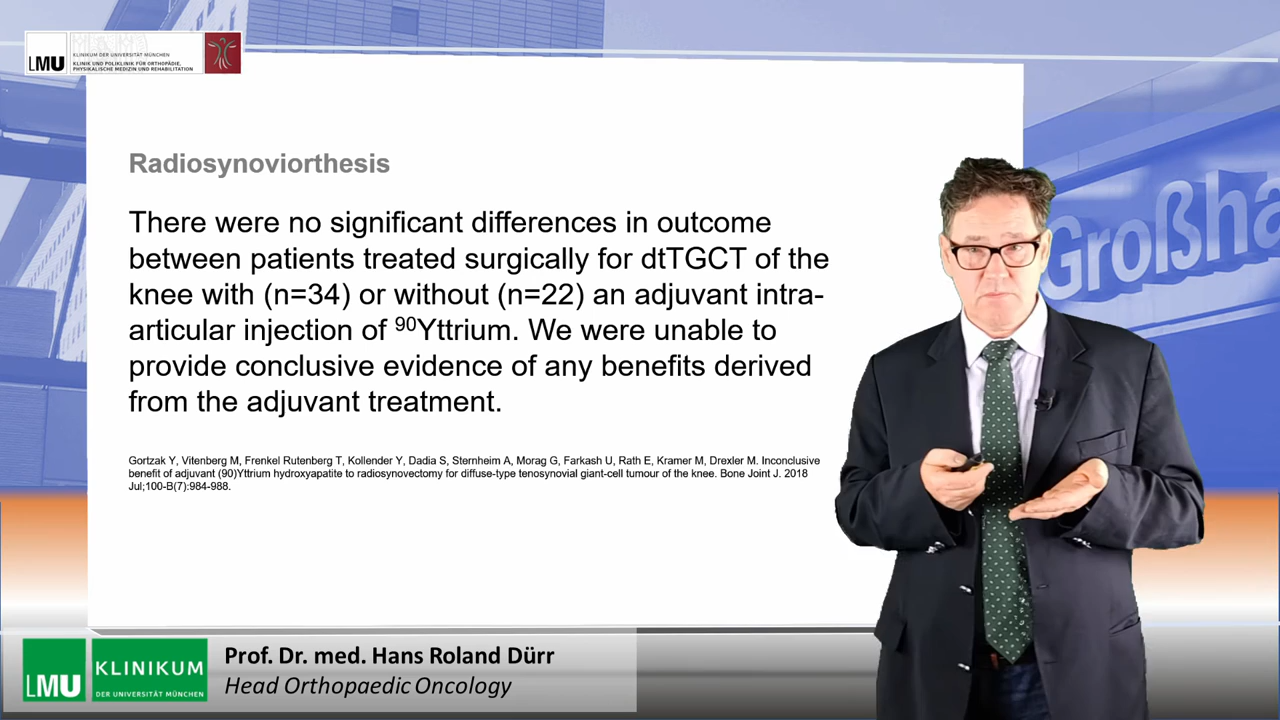 LMU
KLINIKUM DER UNIVERSITÄT MÜNCHEN
KLINIK UND POLIKLINIK FÜR ORTHOPÄDIE,
PHYSIKALISCHE MEDIZIN UND REHABILITATION
Großha
Radiosynoviorthesis
There were no significant differences in outcome
between patients treated surgically for dtTGCT of the
knee with (n=34) or without (n=22) an adjuvant intra-
articular injection of ⁹⁰Yttrium. We were unable to
provide conclusive evidence of any benefits derived
from the adjuvant treatment.
Gortzak Y, Vitenberg M, Frenkel Rutenberg T, Kollender Y, Dadia S, Sternheim A, Morag G, Farkash U, Rath E, Kramer M, Drexler M. Inconclusive
benefit of adjuvant (90)Yttrium hydroxyapatite to radiosynovectomy for diffuse-type tenosynovial giant-cell tumour of the knee. Bone Joint J. 2018
Jul;100-B(7):984-988.
LMU
KLINIKUM
DER UNIVERSITÄT MÜNCHEN
Prof. Dr. med. Hans Roland Dürr
Head Orthopaedic Oncology